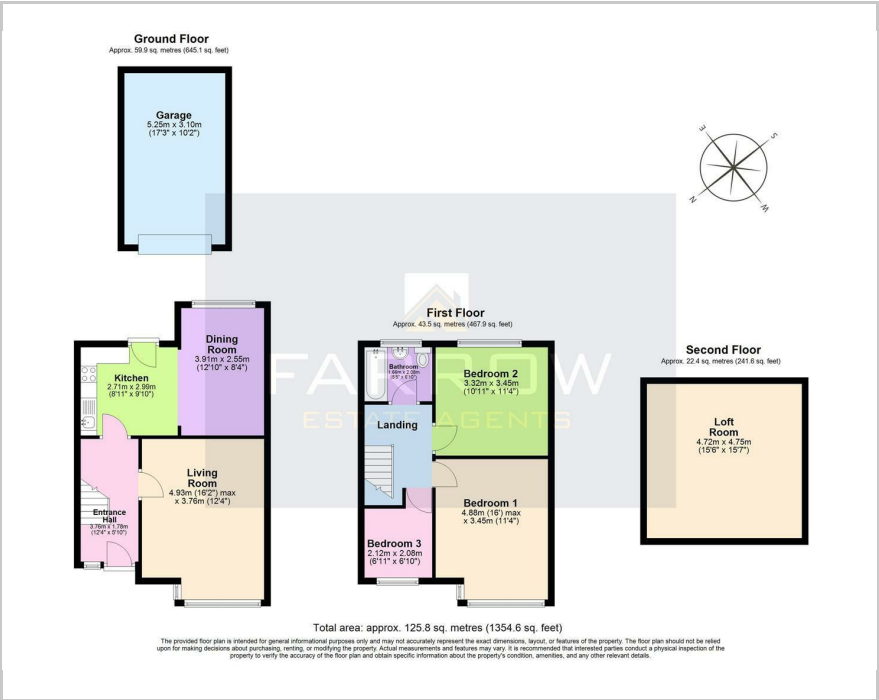 Ground Floor
Approx. 59.9 sq. metres (645.1 sq. feet)
Garage
5.25m x 3.10m
(17'3" x 10'2")
E
S
N
W
Dining
Room
3.91m x 2.55m
(12'10" x 8'4")
Kitchen
2.71m x 2.99m
(8'11" x 9'10")
Living
Room
4.93m (16'2") max
x 3.76m (12'4")
Entrance
Hall
3.76m x 1.78m
(12'4" x 5'10")
First Floor
Approx. 43.5 sq. metres (467.9 sq. feet)
Bathroom
Bedroom 2
3.32m x 3.45m
(10'11" x 11'4")
Landing
Bedroom 1
4.88m (16') max
x 3.45m (11'4")
Bedroom 3
2.12m x 2.08m
(6'11" x 6'10")
Second Floor
Approx. 22.4 sq. metres (241.6 sq. feet)
Loft
Room
4.72m x 4.75m
(15'6" x 15'7")
FARROW
ESTATE AGENTS
Total area: approx. 125.8 sq. metres (1354.6 sq. feet)
The provided floor plan is intended for general informational purposes only and may not accurately represent the exact dimensions, layout, or features of the property. The floor plan should not be relied
upon for making decisions about purchasing, renting, or modifying the property. Actual measurements and features may vary. It is recommended that interested parties conduct a physical inspection of the
property to verify the accuracy of the floor plan and obtain specific information about the property's condition, amenities, and any other relevant details.